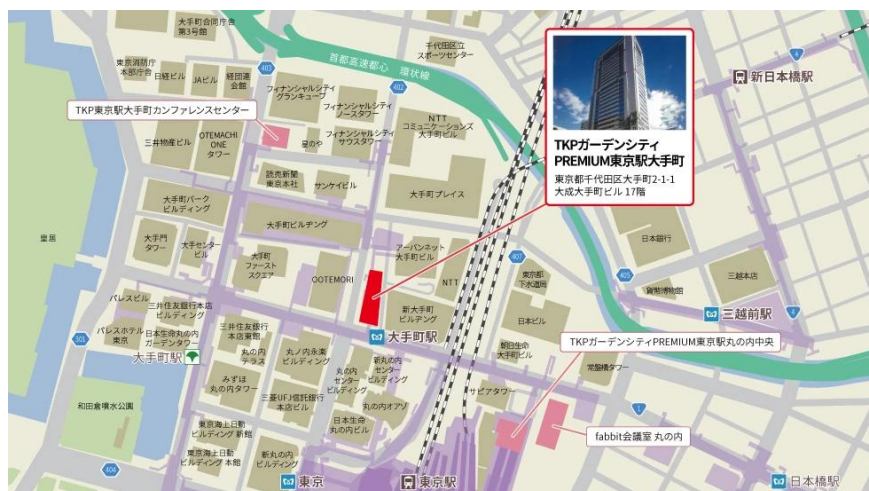 大手町合同庁舎
第3号館
千代田区立
スポーツセンター
首都高速都心 環状線
東京消防庁
本部庁舎
日経ビル
JAビル
経団連
会館
403
402
4
新日本橋駅
フィナンシャルシティ
グランキューブ
フィナンシャルシティ
ノースタワー
フィナンシャルシティ
サウスタワー
NTT
コミュニケーションズ
大手町ビル
TKP東京駅大手町カンファレンスセンター
三井物産ビル
OTEMACHI
ONE
タワー
星のや
TKPガーデンシティ
PREMIUM東京駅大手町
東京都千代田区大手町2-1-1
大成大手町ビル 17階
読売新聞
東京本社
サンケイビル
大手町プレイス
大手町パーク
ビルディング
大手町ビルヂング
皇居
大手門
タワー
大手センター
ビル
大手町
ファースト
スクエア
OOTEMORI
アーバンネット
大手町ビル
NTT
日本銀行
407
405
東京都
下水道局
貨幣博物館
三越本店
三越前駅
4
パレスビル
三井住友銀行本店
ビルディング
新大手町
ビルヂング
日本ビル
301
パレスホテル
東京
日本生命丸の内
ガーデンタワー
三井住友銀行
本店東館
丸の内
テラス
丸ノ内永楽
ビルディング
大手町駅
大手町駅
朝日生命
大手町ビル
TKPガーデンシティPREMIUM東京駅丸の内中央
丸の内
センター
ビルディング
新丸の内
センター
ビルディング
みずほ
丸の内タワー
常盤橋タワー
サピアタワー
和田倉噴水公園
三菱UFJ信託銀行
本店ビル
日本生命
丸の内ビル
丸の内オアゾ
1
fabbit会議室 丸の内
東京海上日動
ビルディング 新館
東京海上日動
ビルディング 本館
新丸の内
ビルディング
404
東京
東京駅
日本橋駅